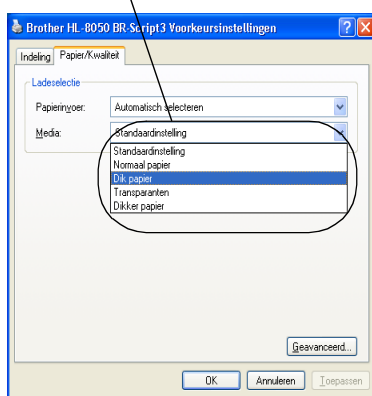 Brother HL-8050 BR-Script3 Voorkeursinstellingen
Indeling Papier/Kwaliteit
Ladeselectie
Papierinvoer: Automatisch selecteren
Media: Standaardinstelling
Standaardinstelling
Normaal papier
Dik papier
Transparanten
Dikker papier
Geavanceerd...
OK Annuleren Toepassen